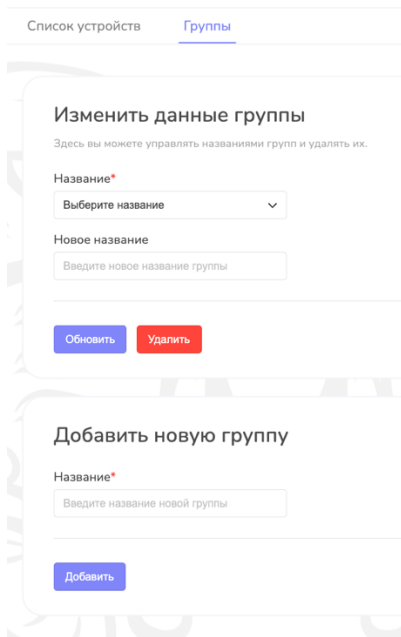 Список устройств Группы
Изменить данные группы
Здесь вы можете управлять названиями групп и удалять их.
Название*
Выберите название
Новое название
Введите новое название группы
Обновить Удалить
Добавить новую группу
Название*
Введите название новой группы
Добавить